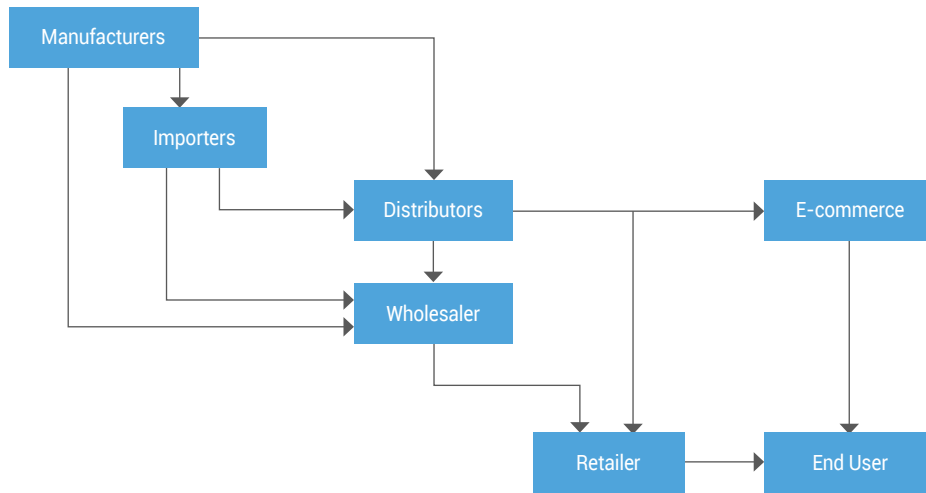 Manufacturers
Importers
Distributors
E-commerce
Wholesaler
Retailer
End User